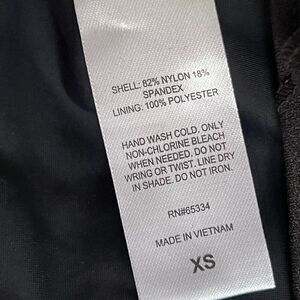 SHELL: 82% NYLON 18%
SPANDEX
LINING: 100% POLYESTER
HAND WASH COLD. ONLY
NON-CHLORINE BLEACH
WHEN NEEDED. DO NOT
WRING OR TWIST. LINE DRY
IN SHADE. DO NOT IRON.
RN#65334
MADE IN VIETNAM
XS